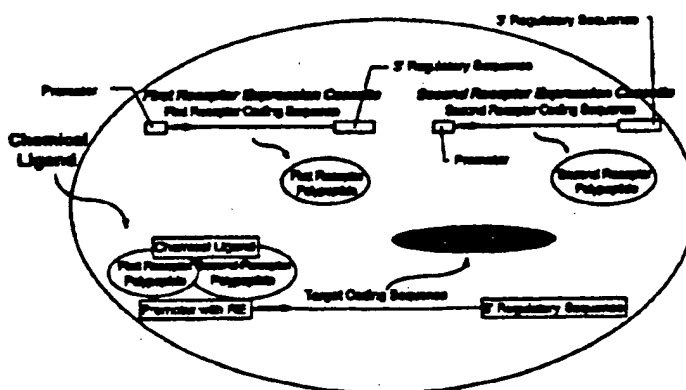 3' Regulatory Sequence
3' Regulatory Sequence
Promoter
First Receptor Expression Cassette
First Receptor Coding Sequence
Second Receptor Expression Cassette
Second Receptor Coding Sequence
Chemical
Ligand
Promoter
First Receptor
Polypeptide
Second Receptor
Polypeptide
Chemical Ligand
First Receptor
Polypeptide
Second Receptor
Polypeptide
Target Coding Sequence
Promoter with RE
3' Regulatory Sequence